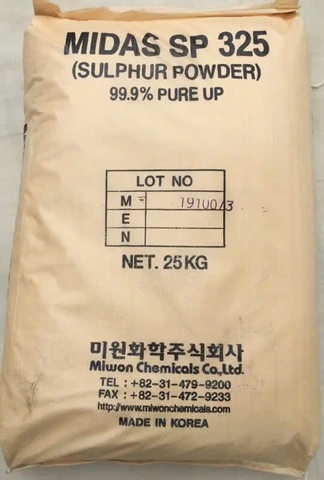 MIDAS SP 325
(SULPHUR POWDER)
99.9% PURE UP
LOT NO
M - 19100/3
E
N
NET. 25KG
미원화학주식회사
Miwon Chemicals Co.,Ltd.
TEL : +82-31-479-9200
FAX : +82-31-472-9233
http://www.miwonchemicals.com
MADE IN KOREA